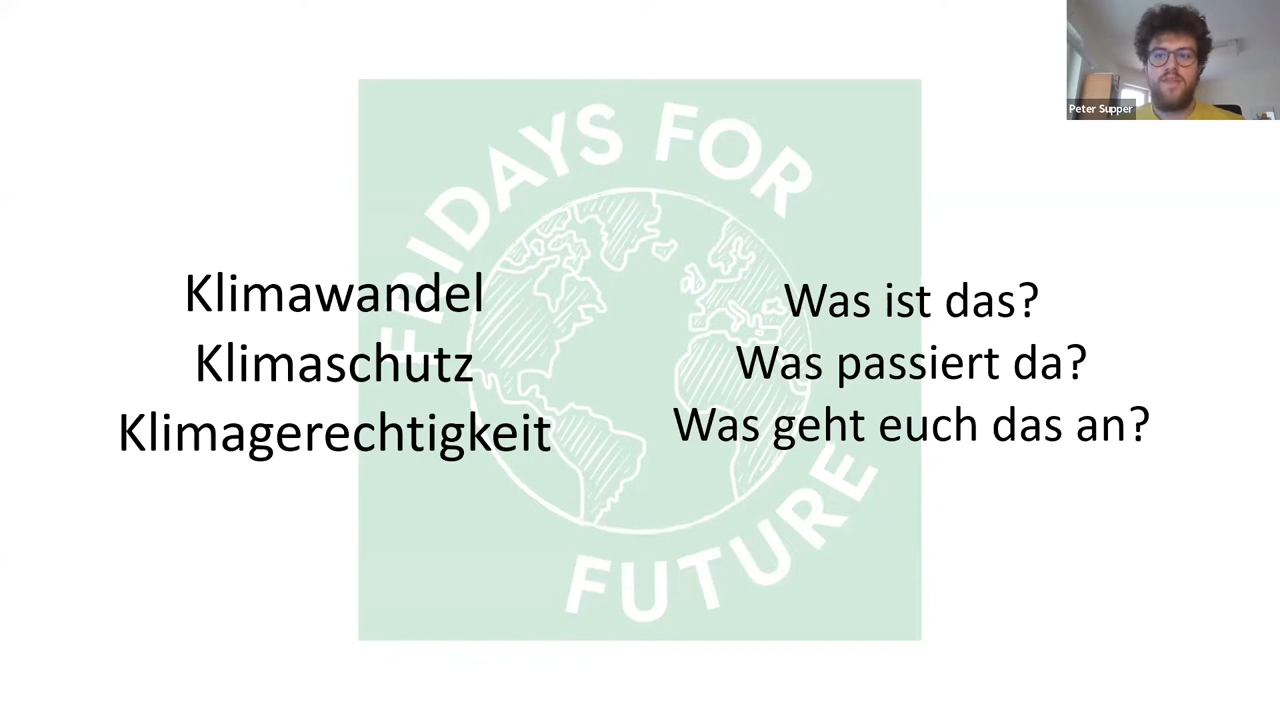 Peter Supper
FRIDAYS FOR
FUTURE
Klimawandel
Klimaschutz
Klimagerechtigkeit
Was ist das?
Was passiert da?
Was geht euch das an?